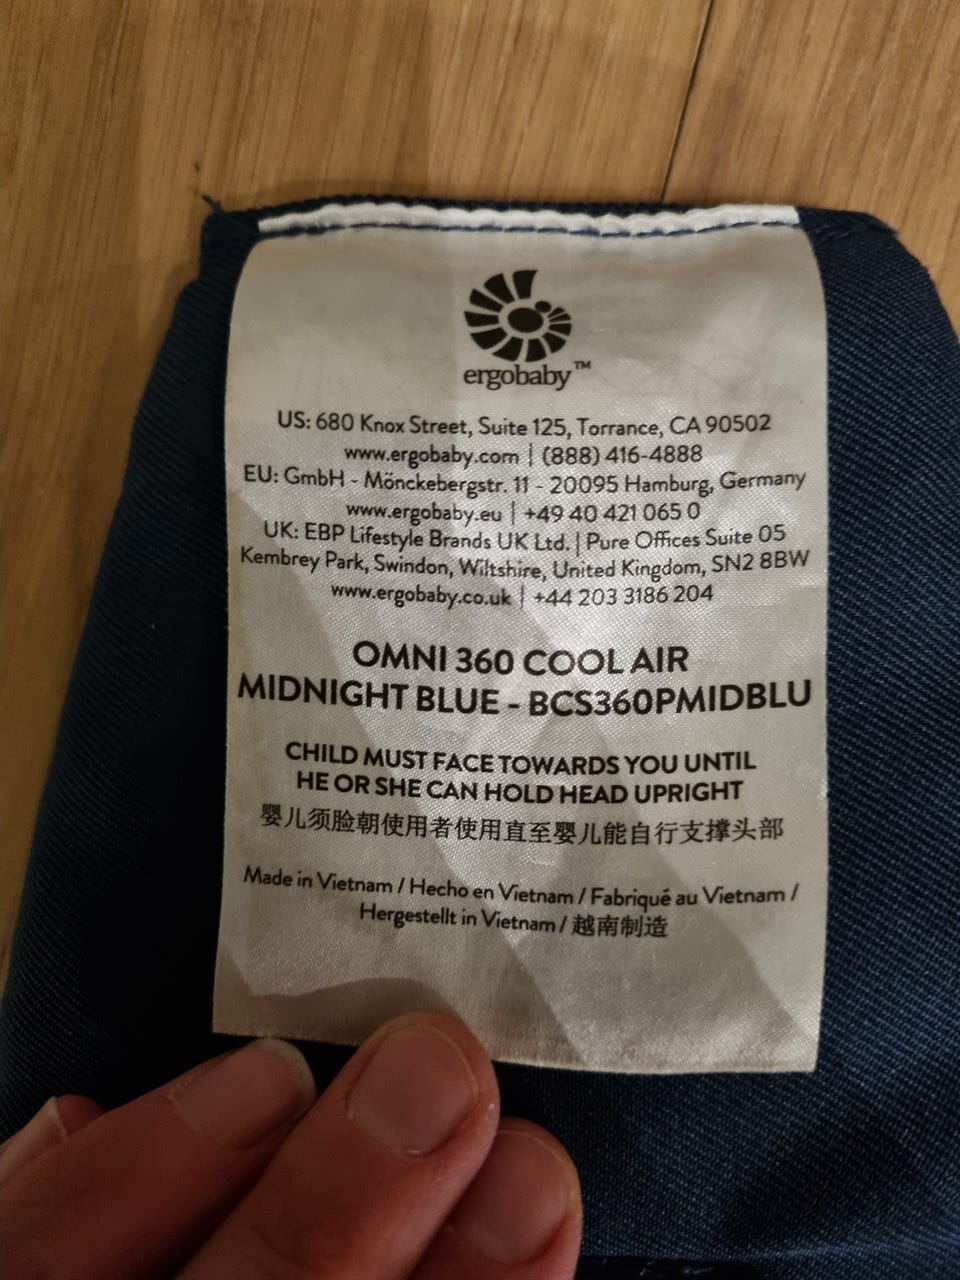 ergobaby™
US: 680 Knox Street, Suite 125, Torrance, CA 90502
www.ergobaby.com | (888) 416-4888
EU: GmbH - Mönckebergstr. 11 - 20095 Hamburg, Germany
www.ergobaby.eu | +49 40 421 065 0
UK: EBP Lifestyle Brands UK Ltd. | Pure Offices Suite 05
Kembrey Park, Swindon, Wiltshire, United Kingdom, SN2 8BW
www.ergobaby.co.uk | +44 203 3186 204
OMNI 360 COOL AIR
MIDNIGHT BLUE - BCS360PMIDBLU
CHILD MUST FACE TOWARDS YOU UNTIL
HE OR SHE CAN HOLD HEAD UPRIGHT
婴儿须脸朝使用者使用直至婴儿能自行支撑头部
Made in Vietnam / Hecho en Vietnam / Fabriqué au Vietnam /
Hergestellt in Vietnam / 越南制造